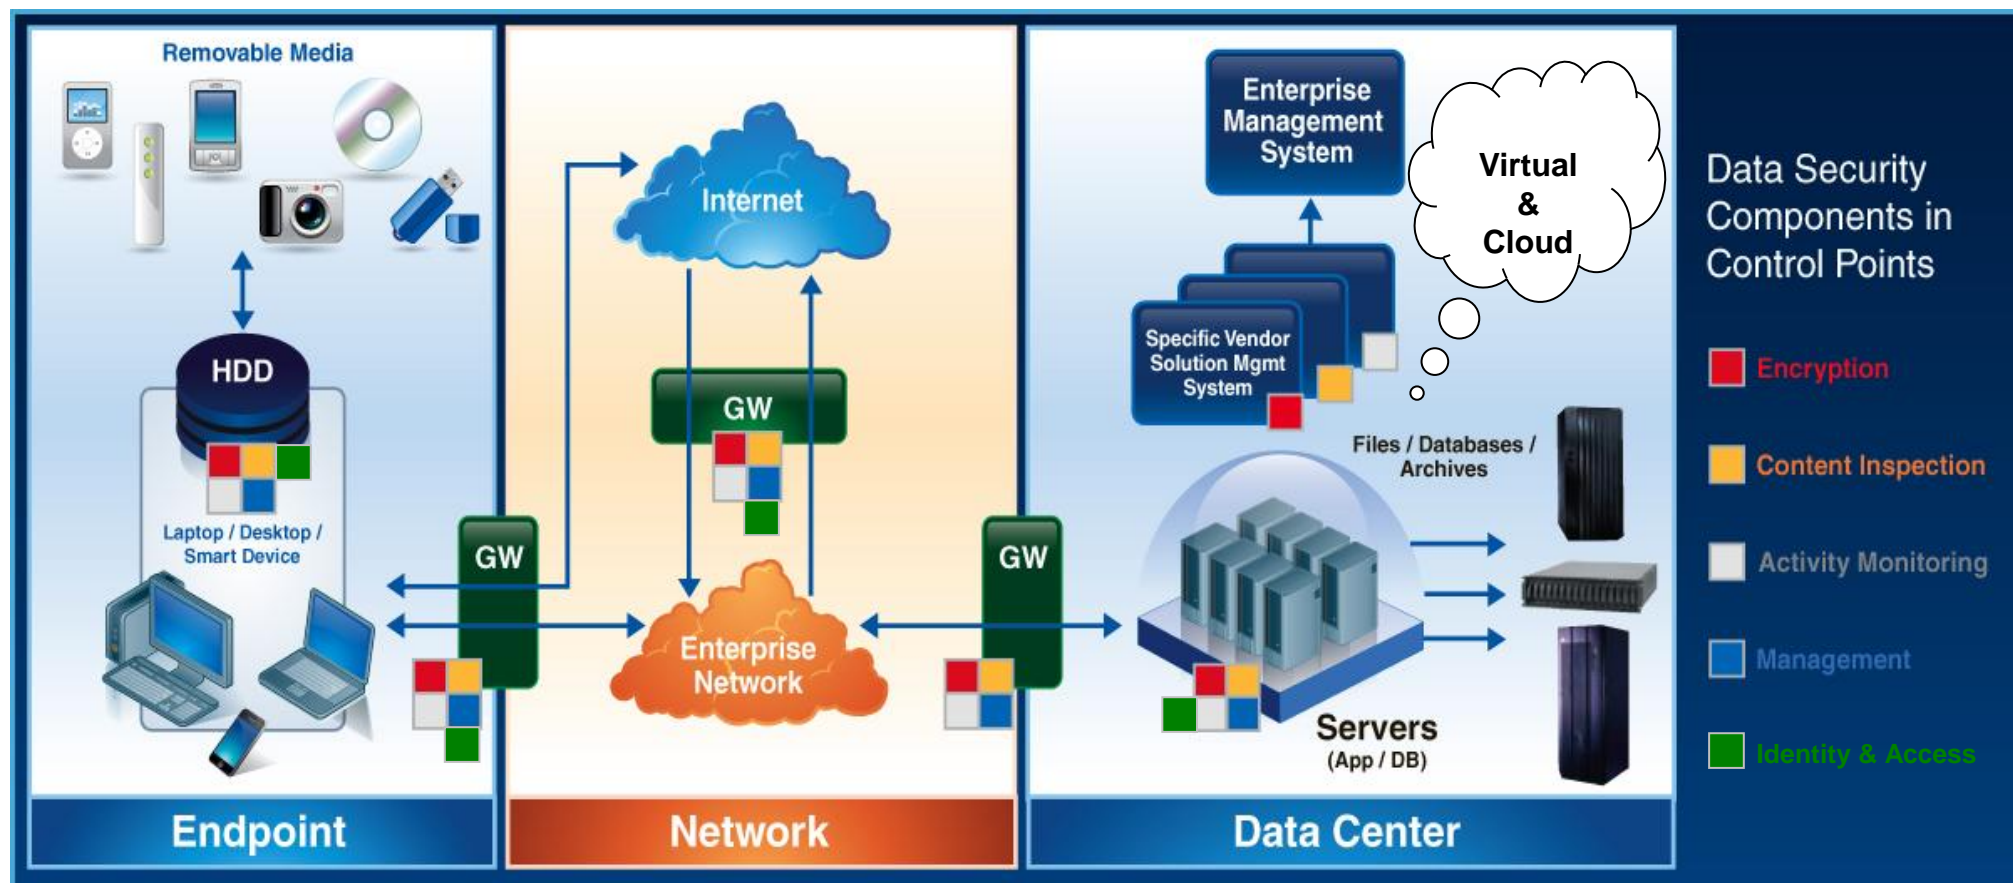 Removable Media
HDD
Laptop / Desktop /
Smart Device
GW
Endpoint
Internet
GW
Enterprise
Network
Network
GW
Enterprise
Management
System
Virtual
&
Cloud
Specific Vendor
Solution Mgmt
System
Files / Databases /
Archives
Servers
(App / DB)
Data Center
Data Security
Components in
Control Points
Encryption
Content Inspection
Activity Monitoring
Management
Identity & Access